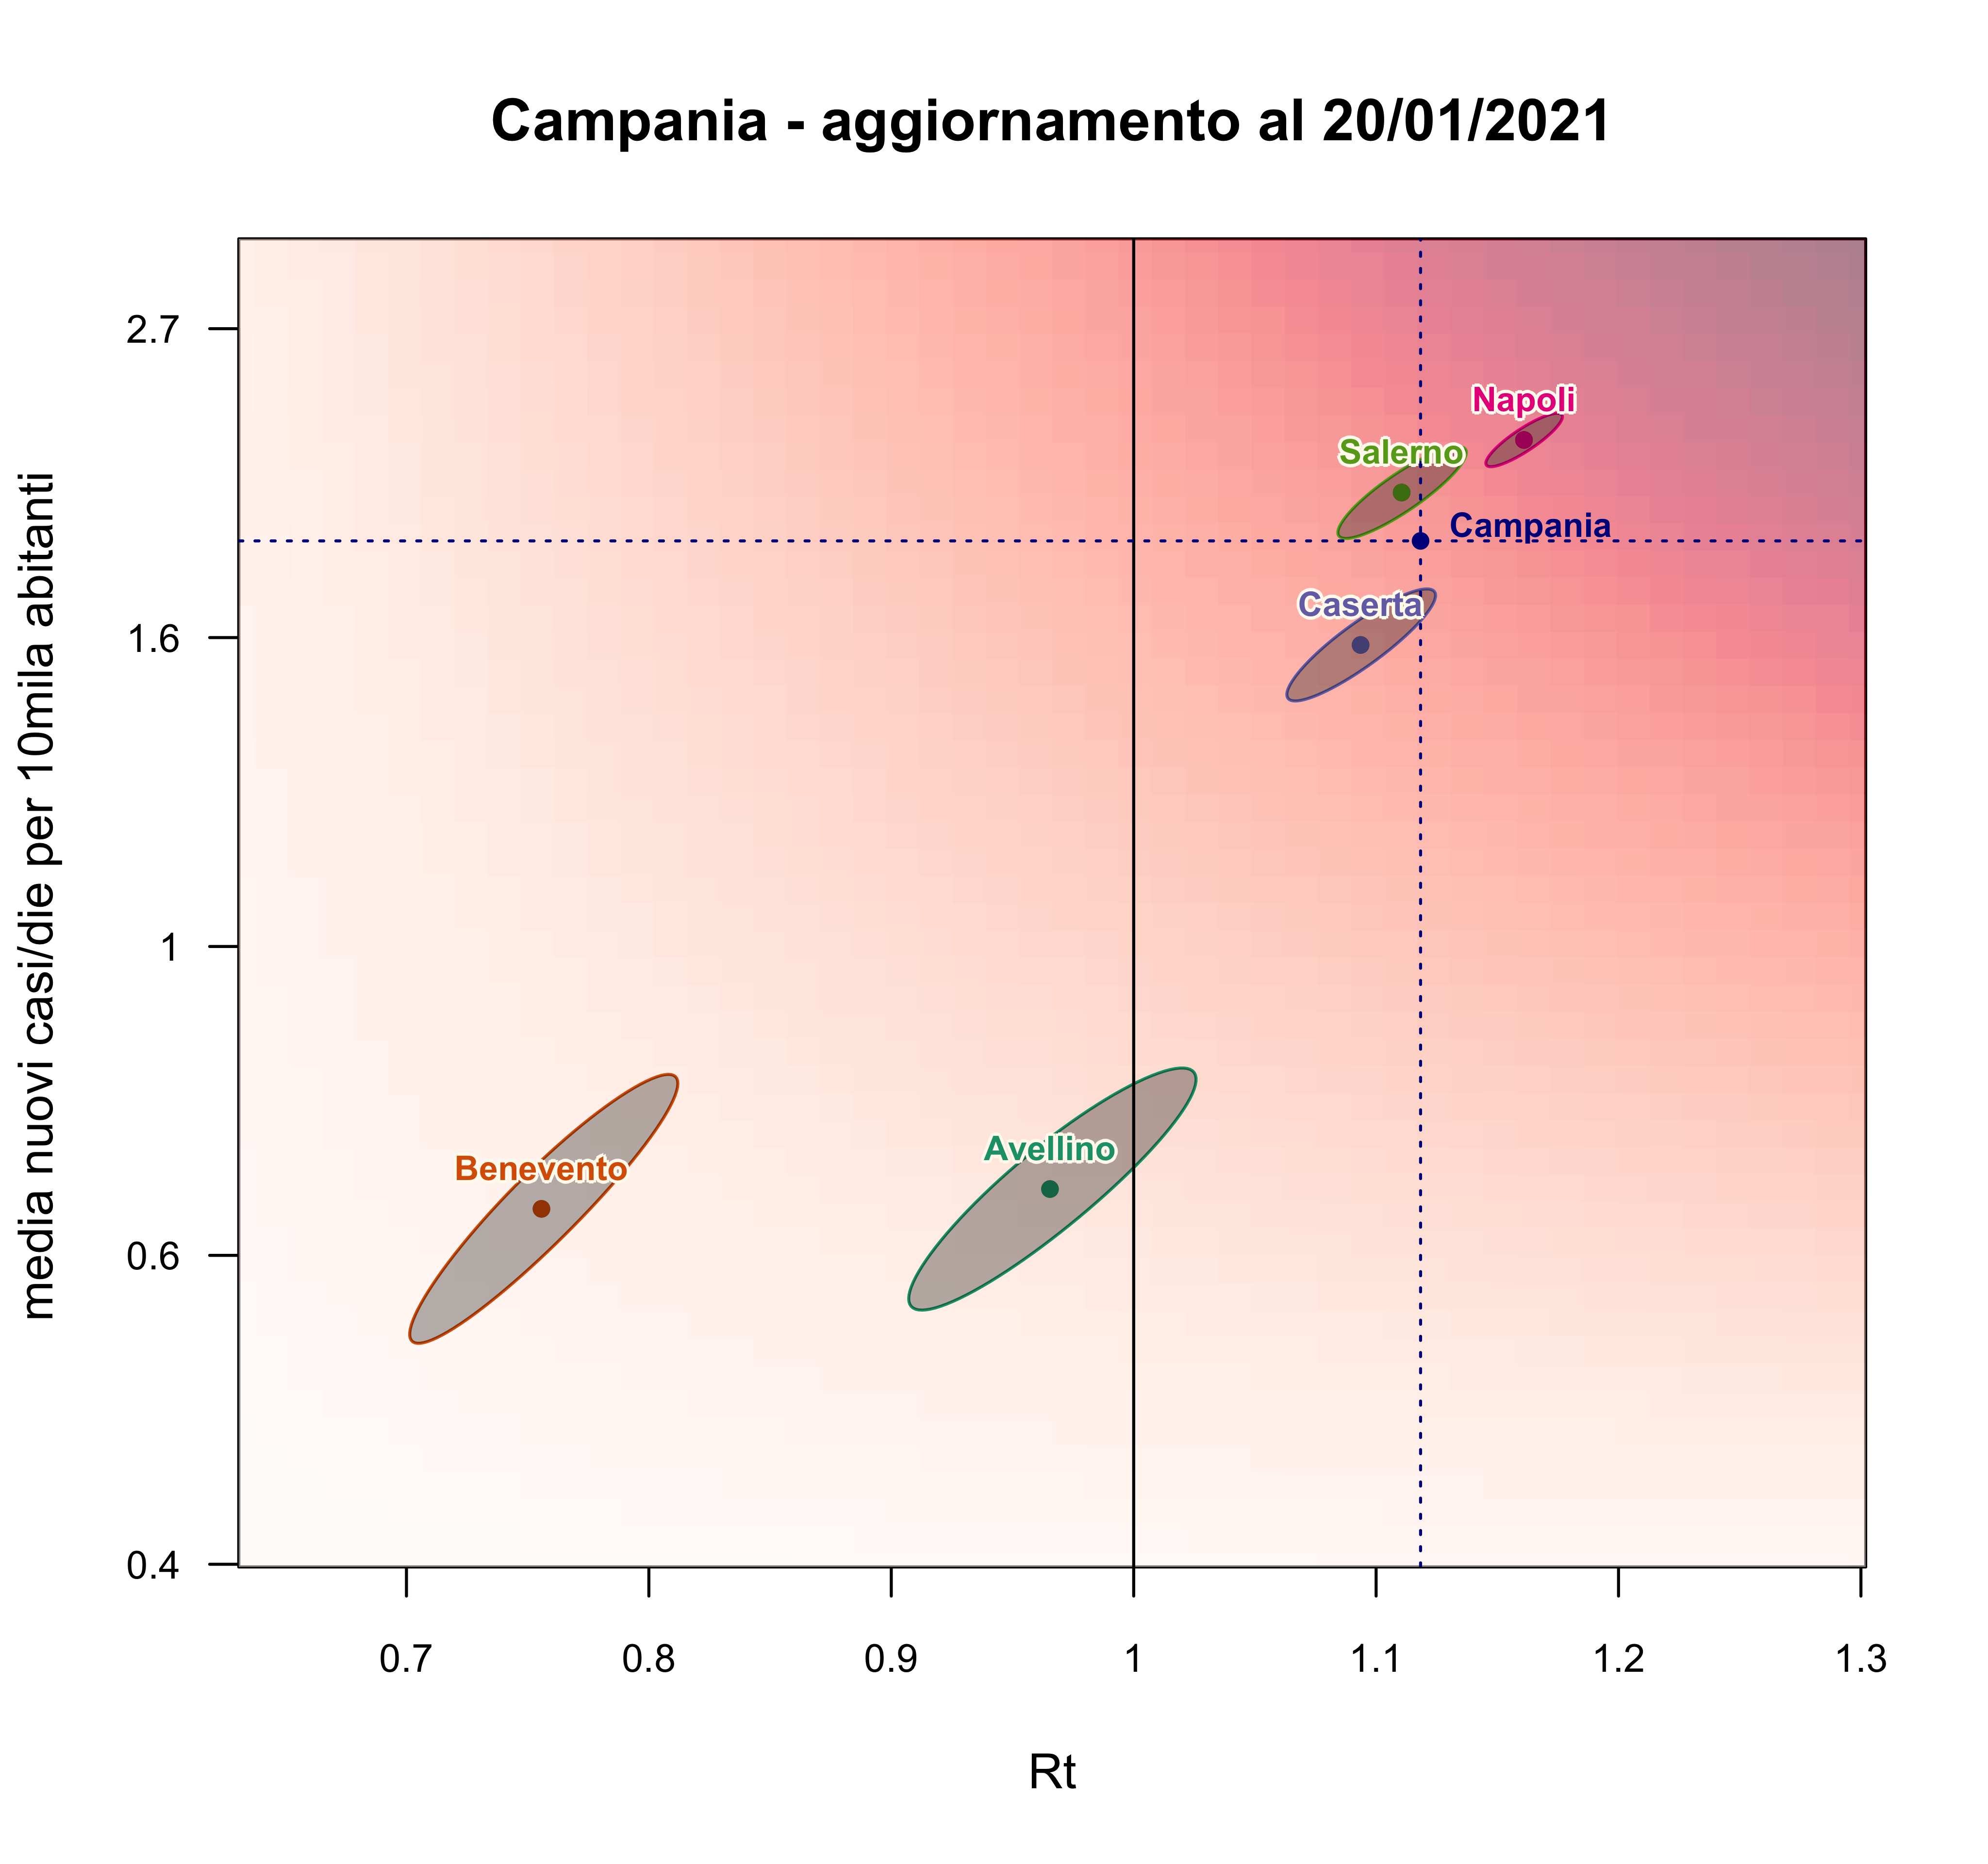 Campania - aggiornamento al 20/01/2021
media nuovi casi/die per 10mila abitanti
2.7
1.6
1
0.6
0.4
Napoli
Salerno
Campania
Caserta
Avellino
Benevento
0.7 0.8 0.9 1 1.1 1.2 1.3
Rt